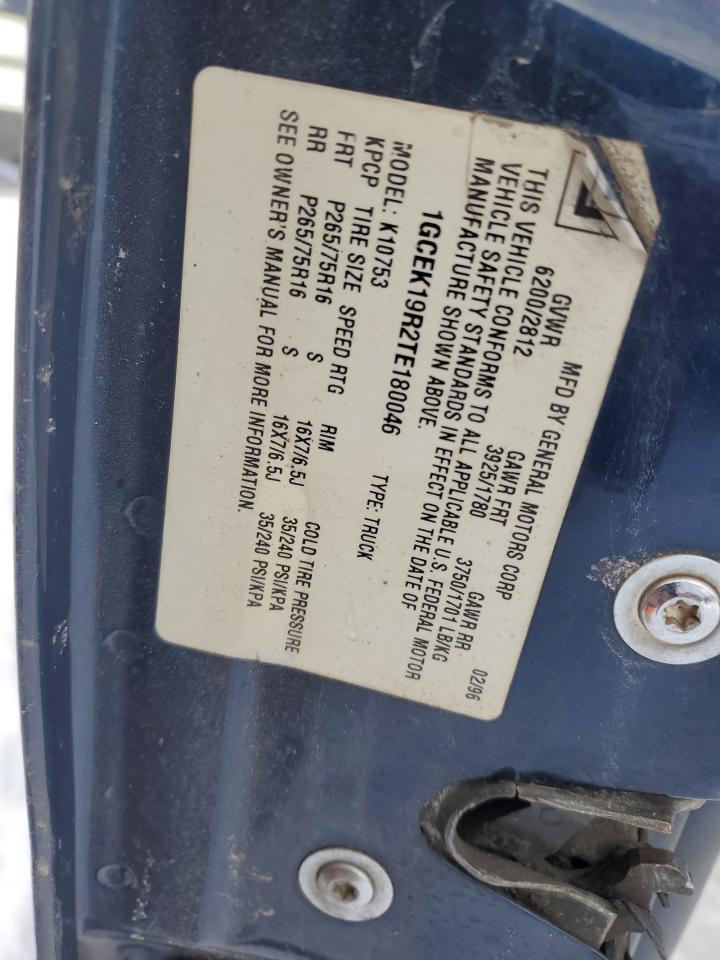 MFD BY GENERAL MOTORS CORP 02/96
GVWR GAWR FRT GAWR RR
6200/2812 3925/1780 3750/1701 LB/KG
THIS VEHICLE CONFORMS TO ALL APPLICABLE U.S. FEDERAL MOTOR
VEHICLE SAFETY STANDARDS IN EFFECT ON THE DATE OF
MANUFACTURE SHOWN ABOVE.
1GCEK19R2TE180046 TYPE: TRUCK
MODEL: K10753
KPCP TIRE SIZE SPEED RTG RIM COLD TIRE PRESSURE
FRT P265/75R16 S 16X7/6.5J 35/240 PSI/KPA
RR P265/75R16 S 16X7/6.5J 35/240 PSI/KPA
SEE OWNER'S MANUAL FOR MORE INFORMATION.